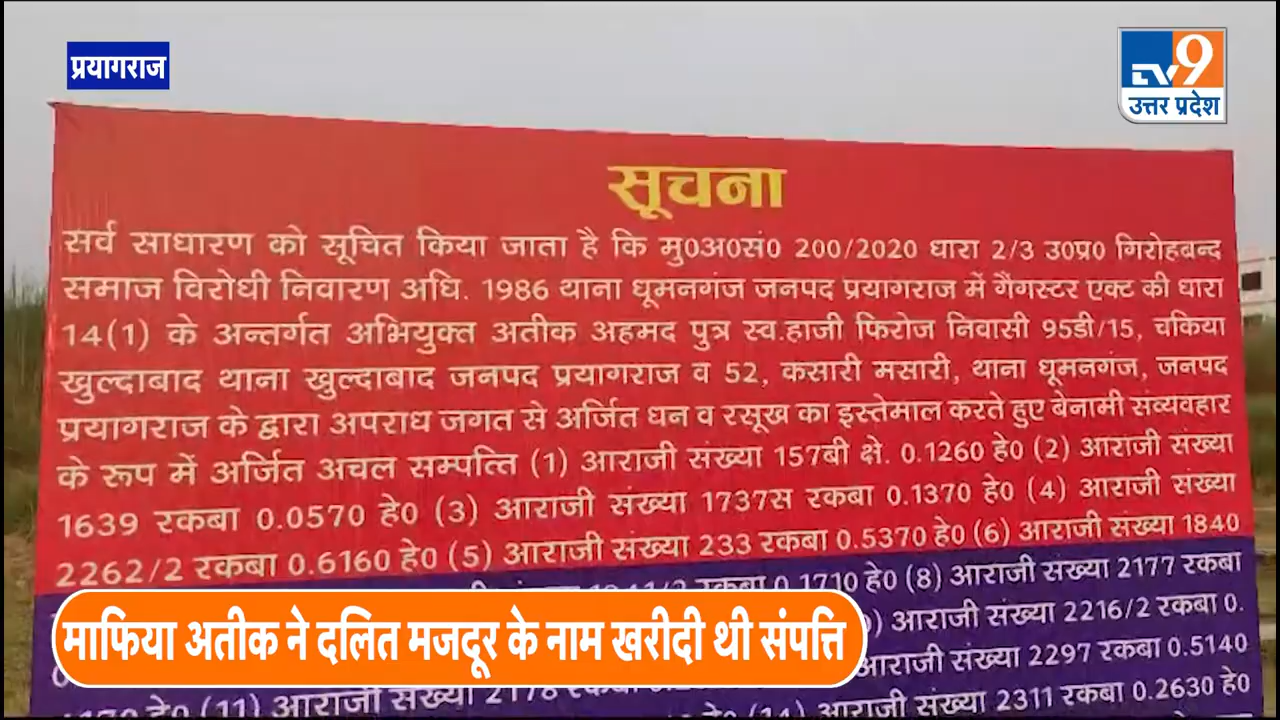 प्रयागराज
TV9
उत्तर प्रदेश
सूचना
सर्व साधारण को सूचित किया जाता है कि मु0अ0सं0 200/2020 धारा 2/3 उ0प्र0 गिरोहबन्द
समाज विरोधी निवारण अधि. 1986 थाना धूमनगंज जनपद प्रयागराज में गैंगस्टर एक्ट की धारा
14(1) के अन्तर्गत अभियुक्त अतीक अहमद पुत्र स्व.हाजी फिरोज निवासी 95डी/15, चकिया
खुल्दाबाद थाना खुल्दाबाद जनपद प्रयागराज व 52, कसारी मसारी, थाना धूमनगंज, जनपद
प्रयागराज के द्वारा अपराध जगत से अर्जित धन व रसूख का इस्तेमाल करते हुए बेनामी संव्यवहार
के रूप में अर्जित अचल सम्पत्ति (1) आराजी संख्या 157बी क्षे. 0.1260 हे0 (2) आराजी संख्या
1639 रकबा 0.0570 हे0 (3) आराजी संख्या 1737स रकबा 0.1370 हे0 (4) आराजी संख्या
2262/2 रकबा 0.6160 हे0 (5) आराजी संख्या 233 रकबा 0.5370 हे0 (6) आराजी संख्या 1840
रकबा 0.1710 हे0 (8) आराजी संख्या 2177 रकबा
आराजी संख्या 2216/2 रकबा 0.
आराजी संख्या 2297 रकबा 0.5140
हे0 (11) आराजी संख्या 2178
आराजी संख्या 2311 रकबा 0.2630 हे0
माफिया अतीक ने दलित मजदूर के नाम खरीदी थी संपत्ति